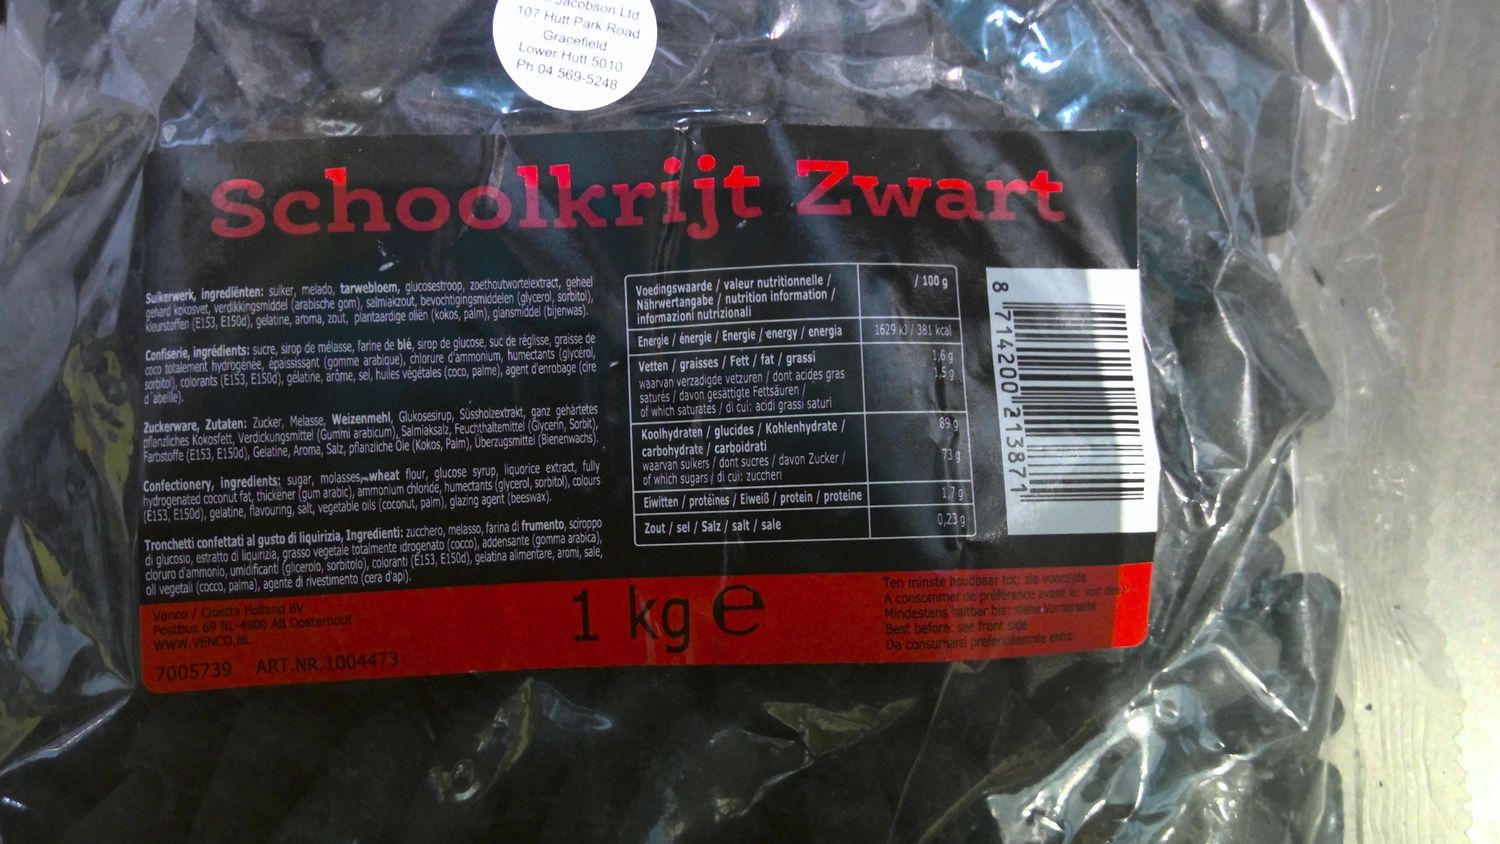 Jacobson Ltd
107 Hutt Park Road
Gracefield
Lower Hutt 5010
Ph 04 569-5248
Schoolkrijt Zwart
Suikerwerk, ingrediënten: suiker, melado, tarwebloem, glucosestroop, zoethoutwortelextract, geheel
gehard kokosvet, verdikkingsmiddel (arabische gom), salmiakzout, bevochtigingsmiddelen (glycerol, sorbitol),
kleurstoffen (E153, E150d), gelatine, aroma, zout, plantaardige oliën (kokos, palm), glansmiddel (bijenwas).
Confiserie, ingrédients: sucre, sirop de mélasse, farine de blé, sirop de glucose, suc de réglisse, graisse de
coco totalement hydrogénée, épaississant (gomme arabique), chlorure d'ammonium, humectants (glycérol,
sorbitol), colorants (E153, E150d), gélatine, arôme, sel, huiles végétales (coco, palme), agent d'enrobage (cire
d'abeille).
Zuckerware, Zutaten: Zucker, Melasse, Weizenmehl, Glukosesirup, Süssholzextrakt, ganz gehärtetes
pflanzliches Kokosfett, Verdickungsmittel (Gummi arabicum), Salmiaksalz, Feuchthaltemittel (Glycerin, Sorbit),
Farbstoffe (E153, E150d), Gelatine, Aroma, Salz, pflanzliche Öle (Kokos, Palm), Überzugsmittel (Bienenwachs).
Confectionery, ingredients: sugar, molasses, wheat flour, glucose syrup, liquorice extract, fully
hydrogenated coconut fat, thickener (gum arabic), ammonium chloride, humectants (glycerol, sorbitol), colours
(E153, E150d), gelatine, flavouring, salt, vegetable oils (coconut, palm), glazing agent (beeswax).
Tronchetti confettati al gusto di liquirizia, Ingredienti: zucchero, melasso, farina di frumento, sciroppo
di glucosio, estratto di liquirizia, grasso vegetale totalmente idrogenato (cocco), addensante (gomma arabica),
cloruro d'ammonio, umidificanti (glicerolo, sorbitolo), coloranti (E153, E150d), gelatina alimentare, aromi, sale,
oli vegetali (cocco, palma), agente di rivestimento (cera d'api).
Voedingswaarde / valeur nutritionnelle /
Nährwertangabe / nutrition information /
informazioni nutrizionali
/ 100 g
Energie / énergie / Energie / energy / energia
1629 kJ / 381 kcal
Vetten / graisses / Fett / fat / grassi
1,6 g
waarvan verzadigde vetzuren / dont acides gras
saturés / davon gesättigte Fettsäuren /
of which saturates / di cui: acidi grassi saturi
1,5 g
Koolhydraten / glucides / Kohlenhydrate /
carbohydrate / carboidrati
89 g
waarvan suikers / dont sucres / davon Zucker /
of which sugars / di cui: zuccheri
73 g
Eiwitten / protéines / Eiweiß / protein / proteine
1,7 g
Zout / sel / Salz / salt / sale
0,23 g
8 714200 213871
Venco / Cloetta Holland BV
Postbus 69 NL-4900 AB Oosterhout
WWW.VENCO.NL
7005739 ART.NR.1004473
1 kg e
Ten minste houdbaar tot: zie voorzijde
A consommer de préférence avant le: voir
Mindestens haltbar bis: siehe Vorderseite
Best before: see front side
Da consumarsi preferibilemnte entro: